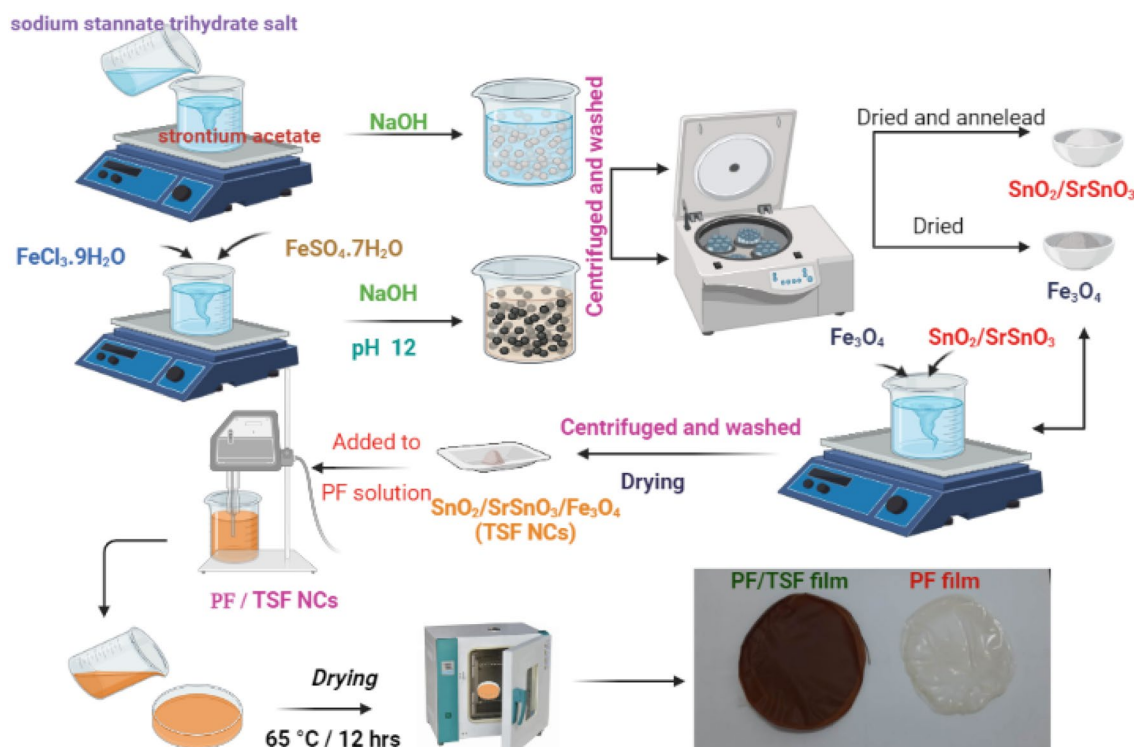 sodium stannate trihydrate salt
strontium acetate
NaOH
Centrifuged and washed
Dried and annelead
SnO₂/SrSnO₃
Dried
Fe₃O₄
FeCl₃.9H₂O
FeSO₄.7H₂O
NaOH
pH 12
Fe₃O₄
SnO₂/SrSnO₃
Centrifuged and washed
Drying
Added to
PF solution
SnO₂/SrSnO₃/Fe₃O₄
(TSF NCs)
PF / TSF NCs
Drying
65 °C / 12 hrs
PF/TSF film
PF film